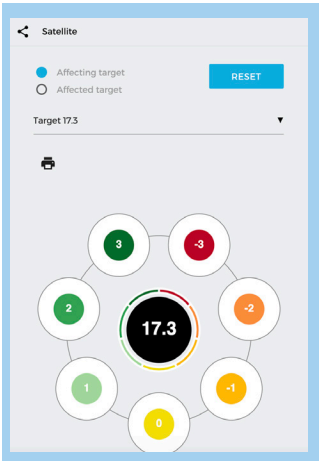 Satellite
Affecting target
RESET
Affected target
Target 17.3
3
-3
2
-2
17.3
1
-1
0